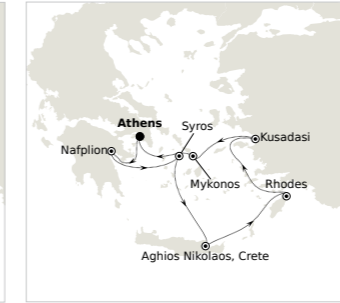 Athens
Syros
Nafplion
Kusadasi
Mykonos
Rhodes
Aghios Nikolaos, Crete